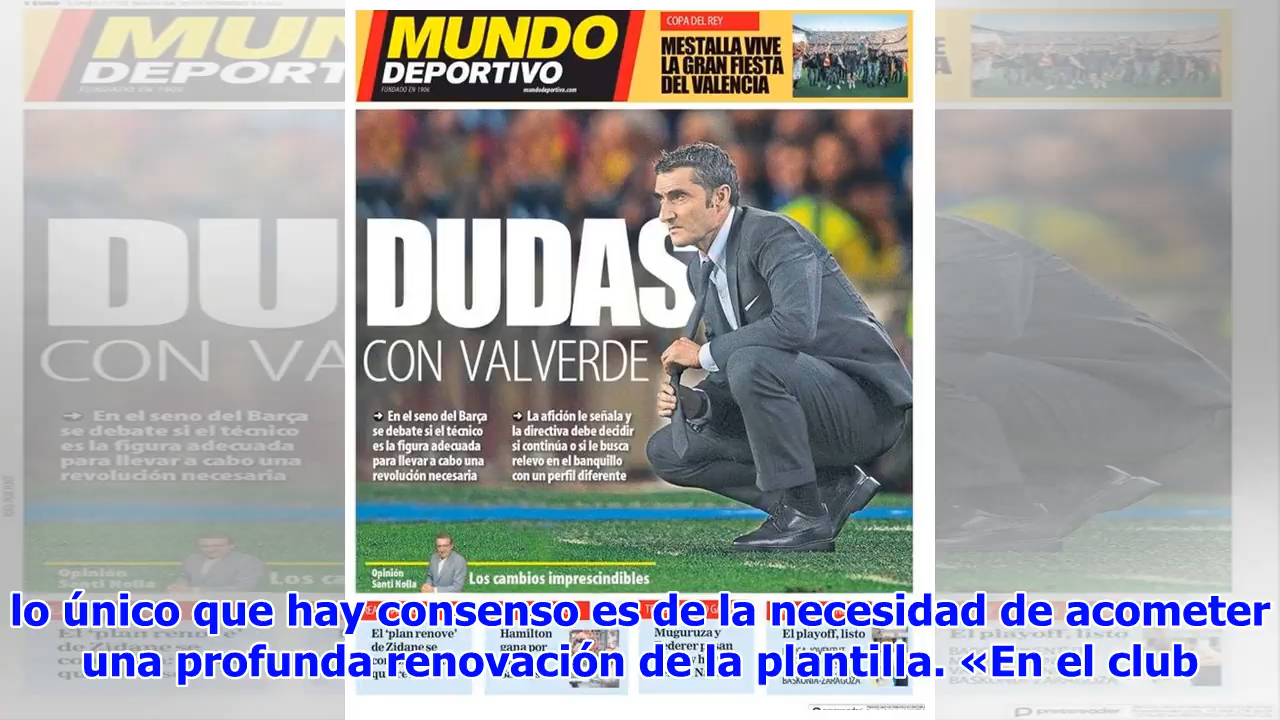 MUNDO
DEPORTIVO
FUNDADO EN 1906
mundodeportivo.com
COPA DEL REY
MESTALLA VIVE
LA GRAN FIESTA
DEL VALENCIA
DUDAS
CON VALVERDE
→ En el seno del Barça
se debate si el técnico
es la figura adecuada
para llevar a cabo una
revolución necesaria
→ La afición le señala y
la directiva debe decidir
si continúa o si le busca
relevo en el banquillo
con un perfil diferente
Opinión
Santi Nolla
Los cambios imprescindibles
El 'plan renove'
de Zidane se
Hamilton
gana por
Muguruza y
El playoff, listo
BASKONIA-ZARAGOZA
lo único que hay consenso es de la necesidad de acometer
una profunda renovación de la plantilla. «En el club